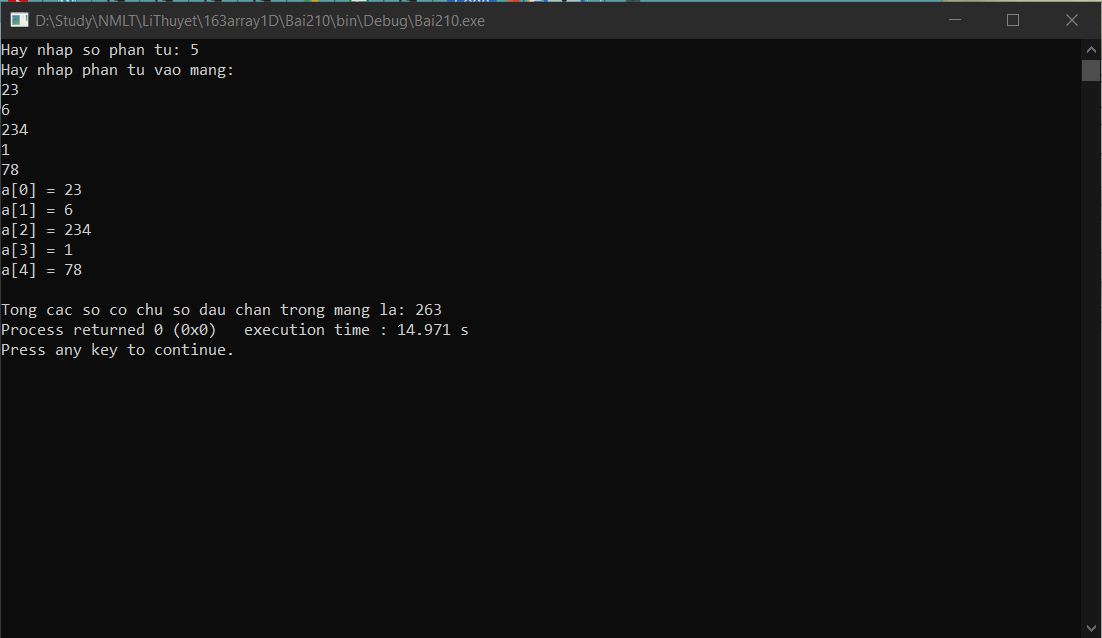 D:\Study\NMLT\LiThuyet\163array1D\Bai210\bin\Debug\Bai210.exe
Hay nhap so phan tu: 5
Hay nhap phan tu vao mang:
23
6
234
1
78
a[0] = 23
a[1] = 6
a[2] = 234
a[3] = 1
a[4] = 78
Tong cac so co chu so dau chan trong mang la: 263
Process returned 0 (0x0)   execution time : 14.971 s
Press any key to continue.